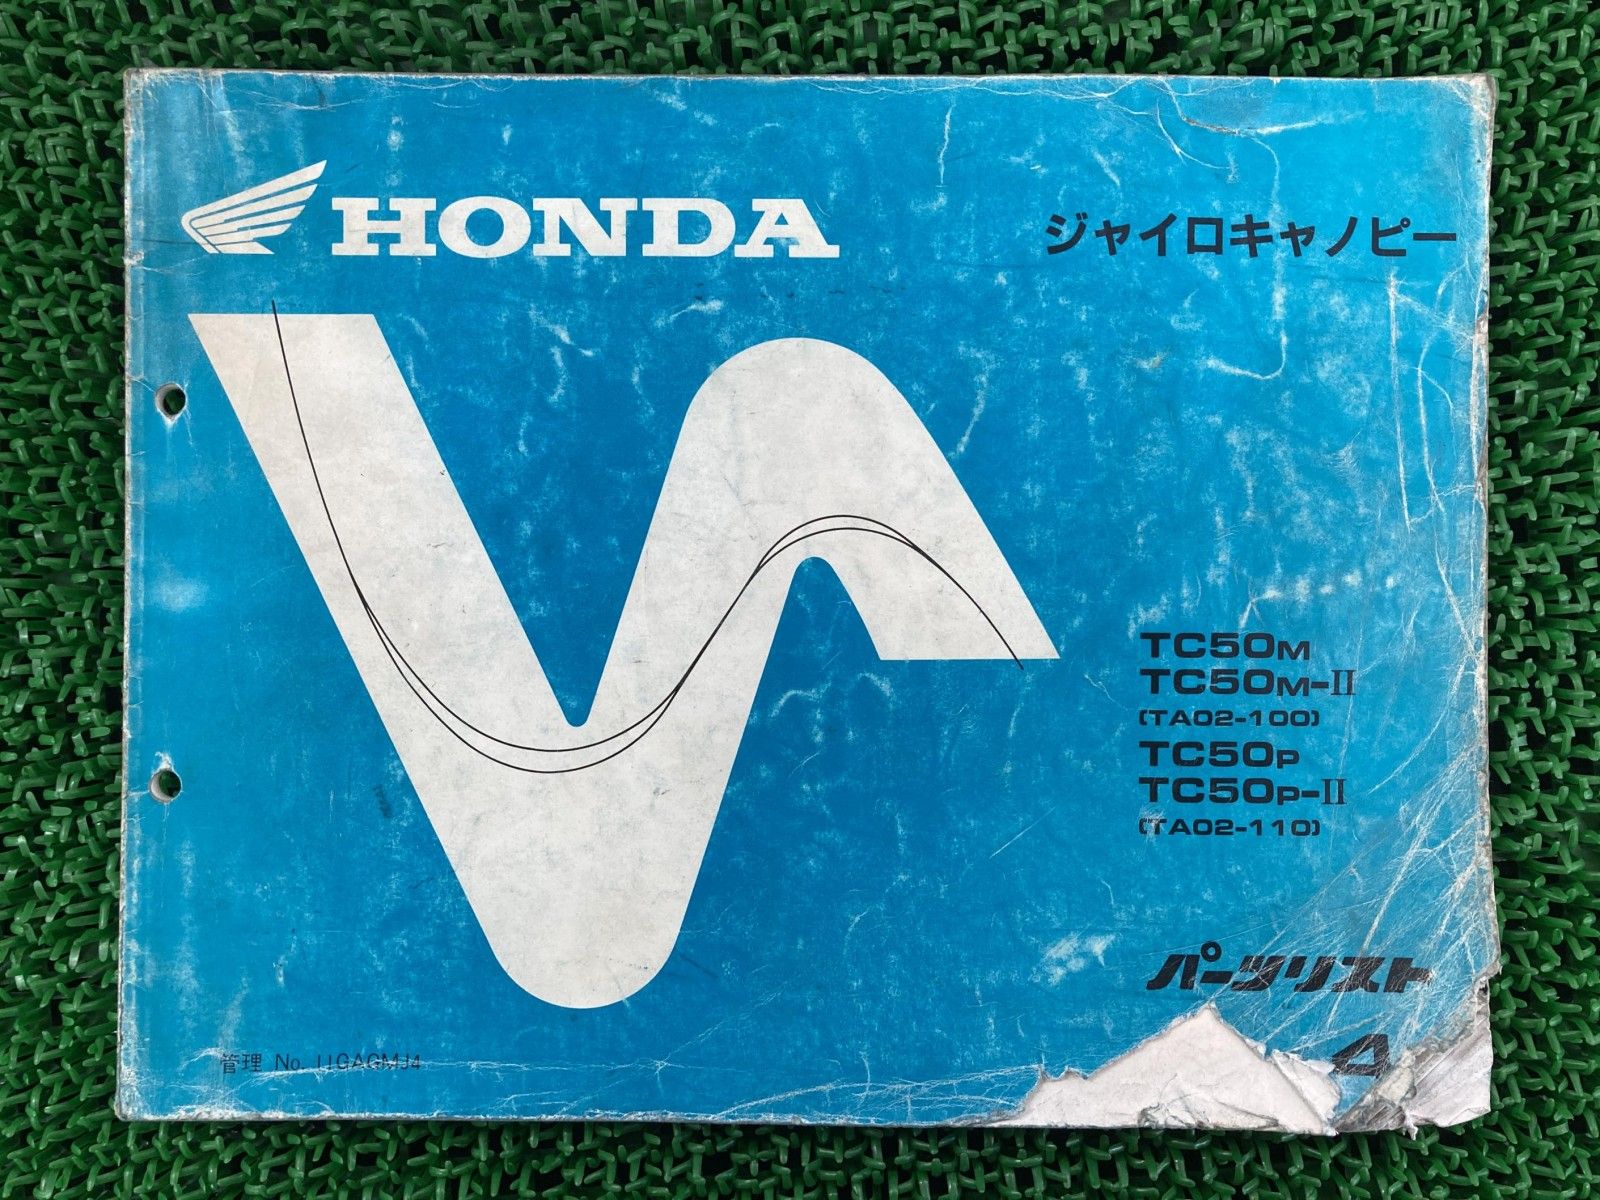 HONDA
ジャイロキャノピー
TC50M
TC50M-II
(TA02-100)
TC50P
TC50P-II
(TA02-110)
パーツリスト
4
管理 No. 11GAGMJ4